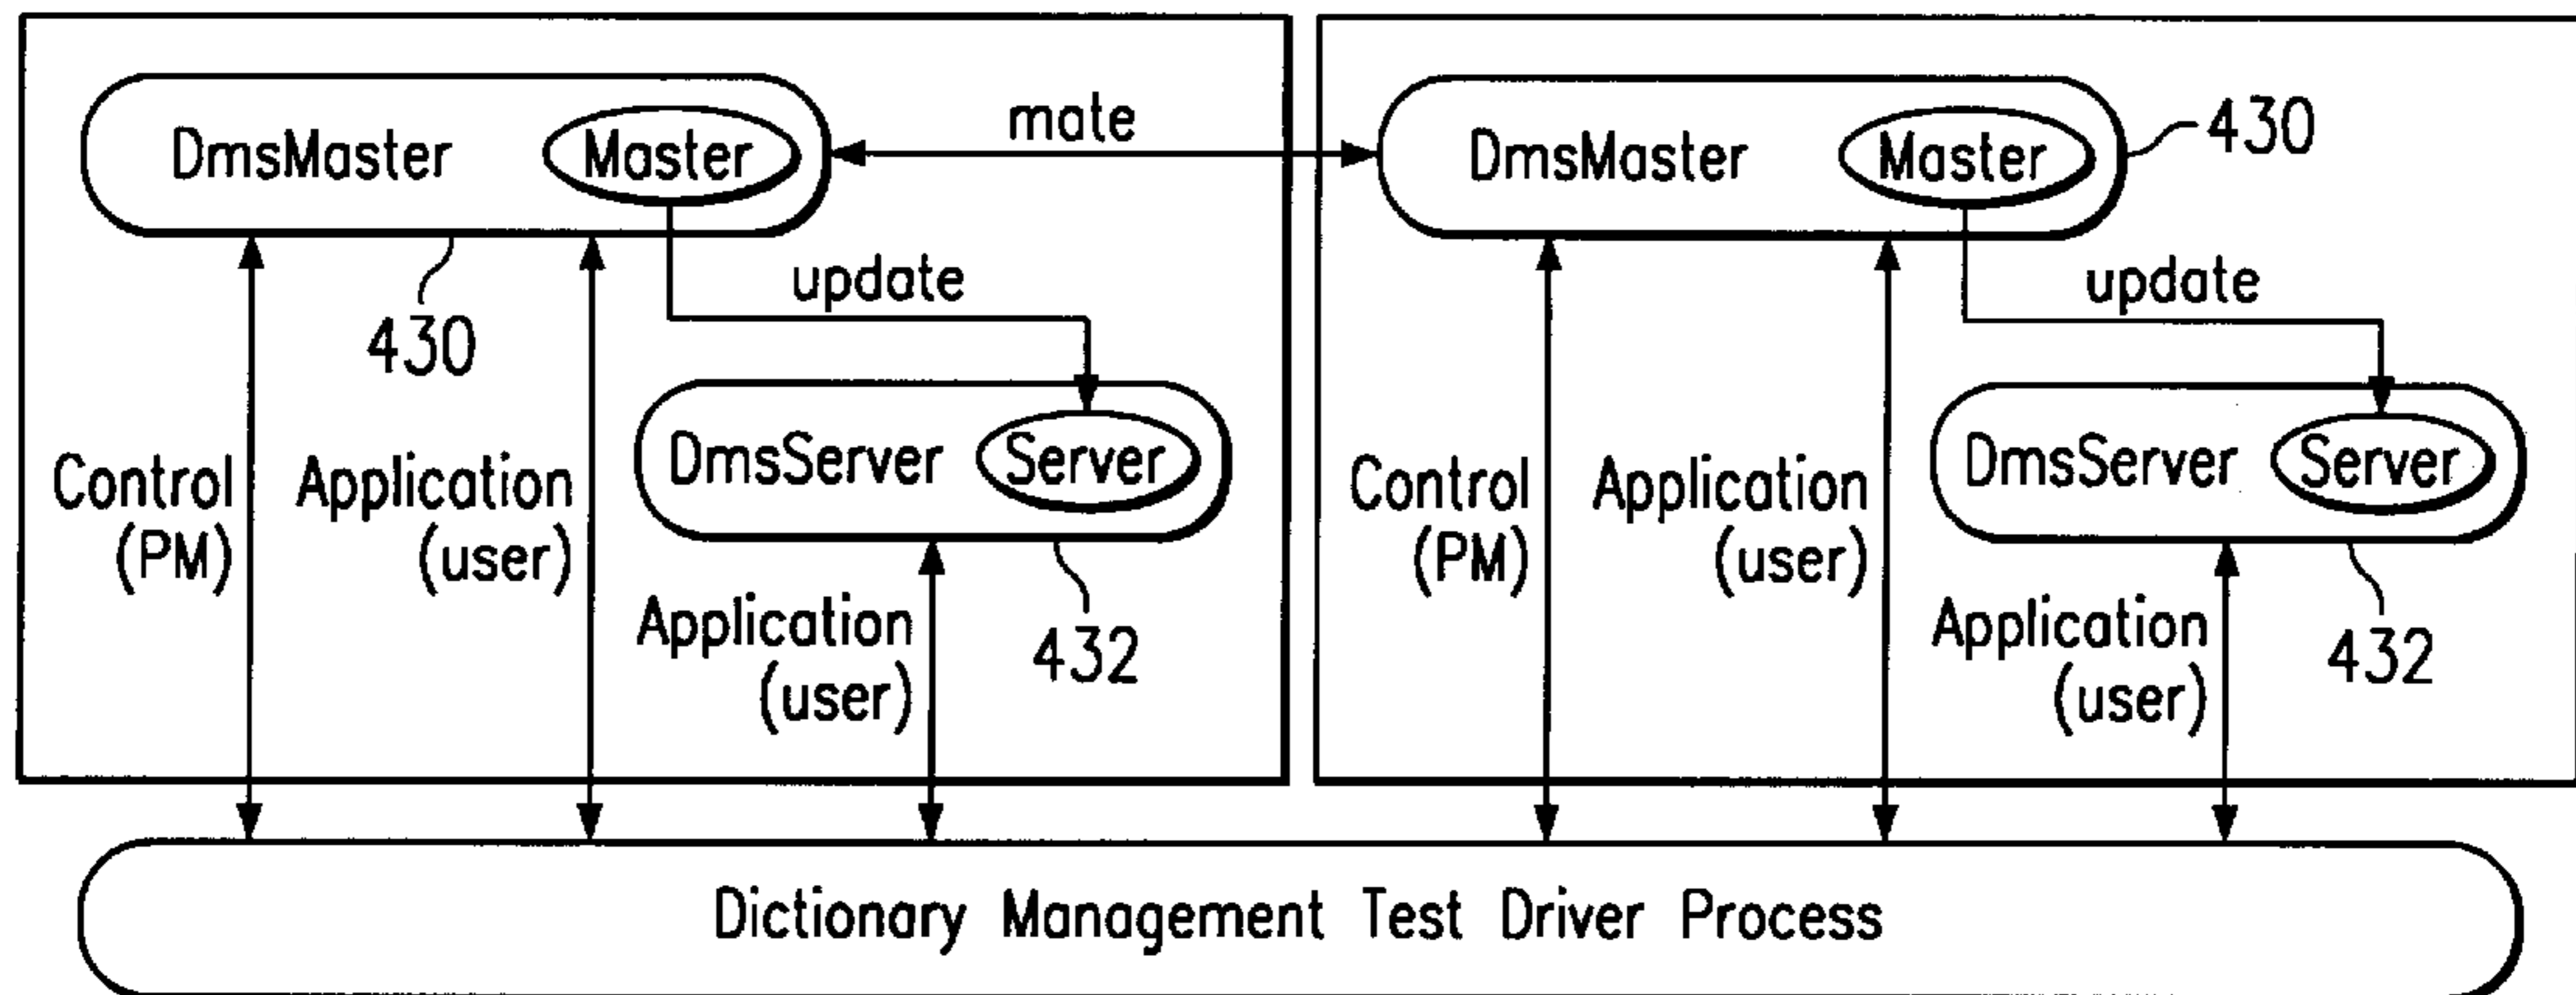 DmsMaster Master mate DmsMaster Master 430
update update
430
DmsServer Server DmsServer Server
Control Application Control Application
(PM) (user) (PM) (user)
Application Application
(user) 432 (user) 432
Dictionary Management Test Driver Process